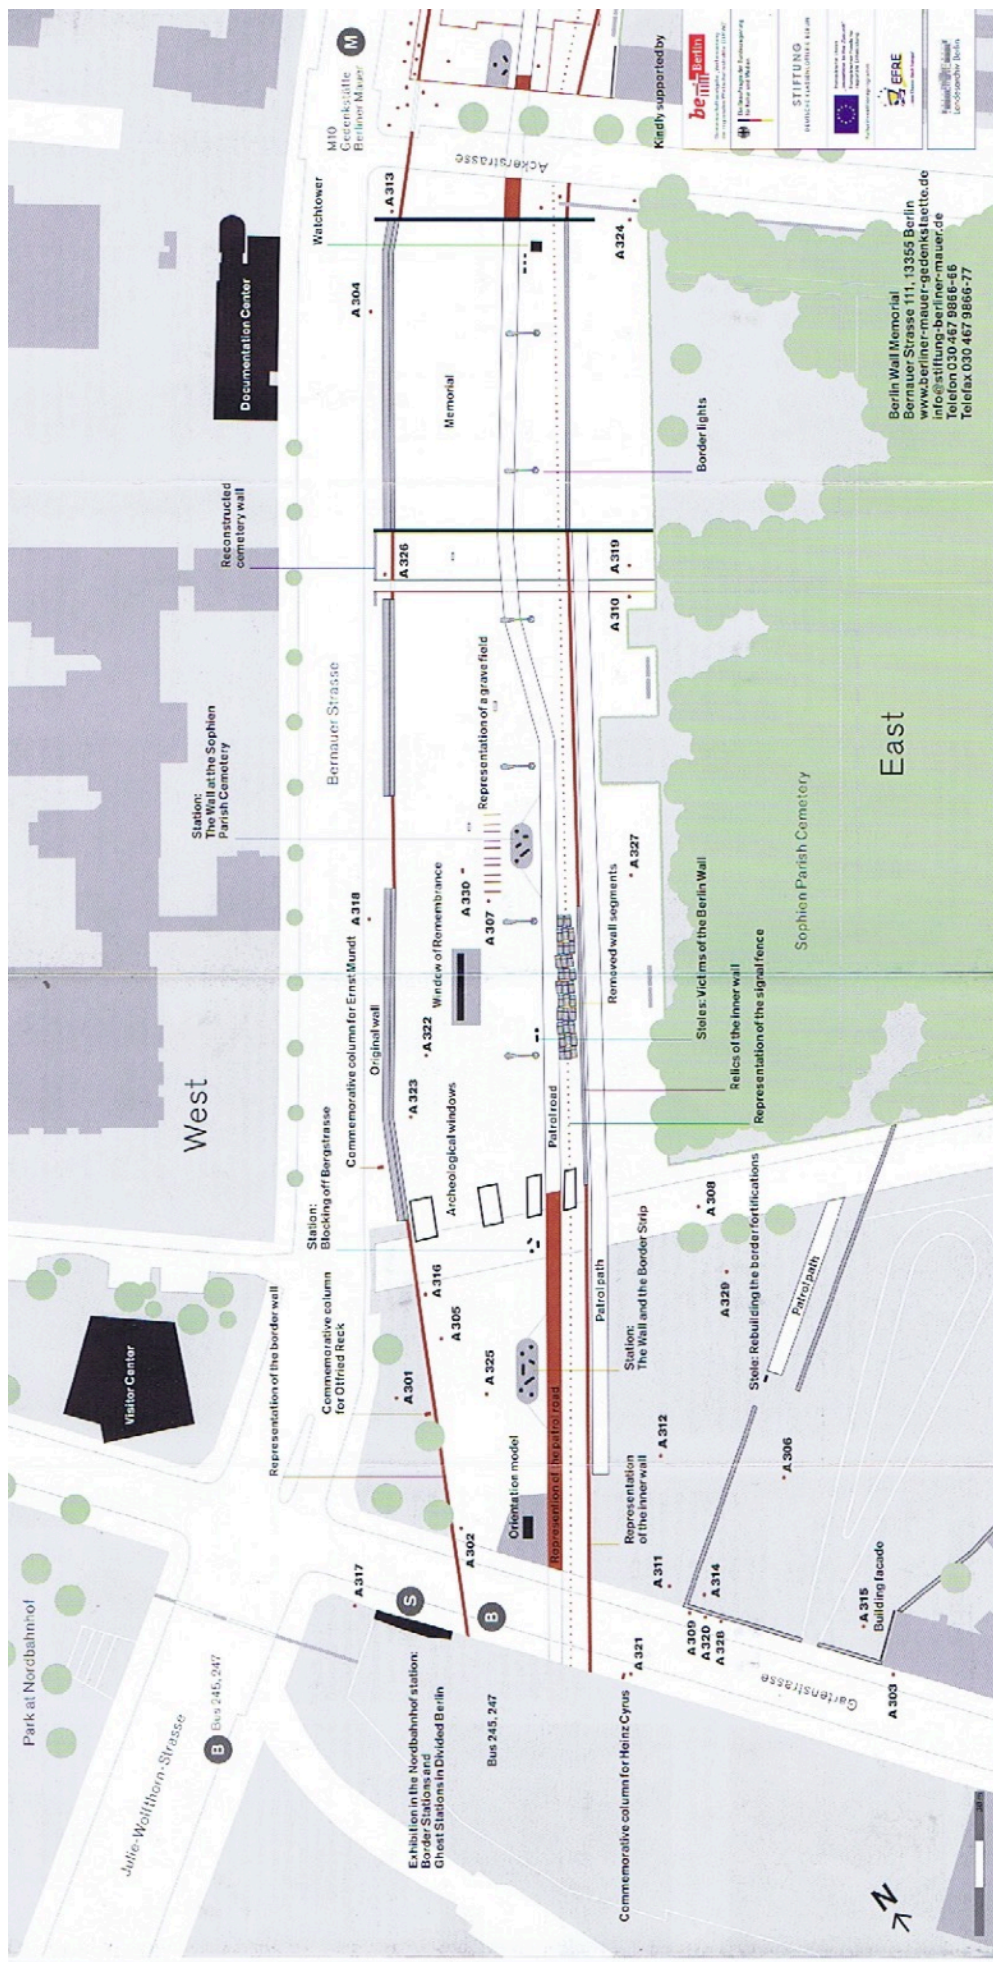 M10
Gedenkstätte
Berliner Mauer
M
Watchtower
A 313
Ackerstrasse
Kindly supported by
be Berlin
STIFTUNG
EFRE
Landesarchiv Berlin
A 304
Documentation Center
Memorial
A 324
Border lights
Berlin Wall Memorial
Bernauer Strasse 111, 13355 Berlin
www.berliner-mauer-gedenkstaette.de
info@stiftung-berliner-mauer.de
Telefon 030 467 9866-66
Telefax 030 467 9866-77
Reconstructed
cemetery wall
A 326
A 319
A 310
Station:
The Wall at the Sophien
Parish Cemetery
Bernauer Strasse
Representation of a grave field
East
Sophien Parish Cemetery
A 318
A 330
A 307
A 327
Window of Remembrance
Removed wall segments
Steles: Victims of the Berlin Wall
Relics of the inner wall
Representation of the signal fence
West
Commemorative column for Ernst Mundt
Original wall
A 322
A 323
Archeological windows
Patrol road
Station:
Blocking off Bergstrasse
A 308
Visitor Center
Representation of the border wall
Commemorative column
for Otfried Reck
A 316
A 305
A 301
A 325
Patrol path
Station:
The Wall and the Border Strip
A 329
Stele: Rebuilding the border fortifications
Patrol path
Orientation model
Represention of the patrol road
A 312
A 306
Representation
of the inner wall
A 302
A 311
A 314
A 317
S
B
A 309
A 320
A 328
A 315
Building facade
Park at Nordbahnhof
Julie-Wolfthorn-Strasse
B Bus 245, 247
Exhibition in the Nordbahnhof station:
Border Stations and
Ghost Stations in Divided Berlin
Bus 245, 247
A 321
Commemorative column for Heinz Cyrus
Gartenstrasse
A 303
N